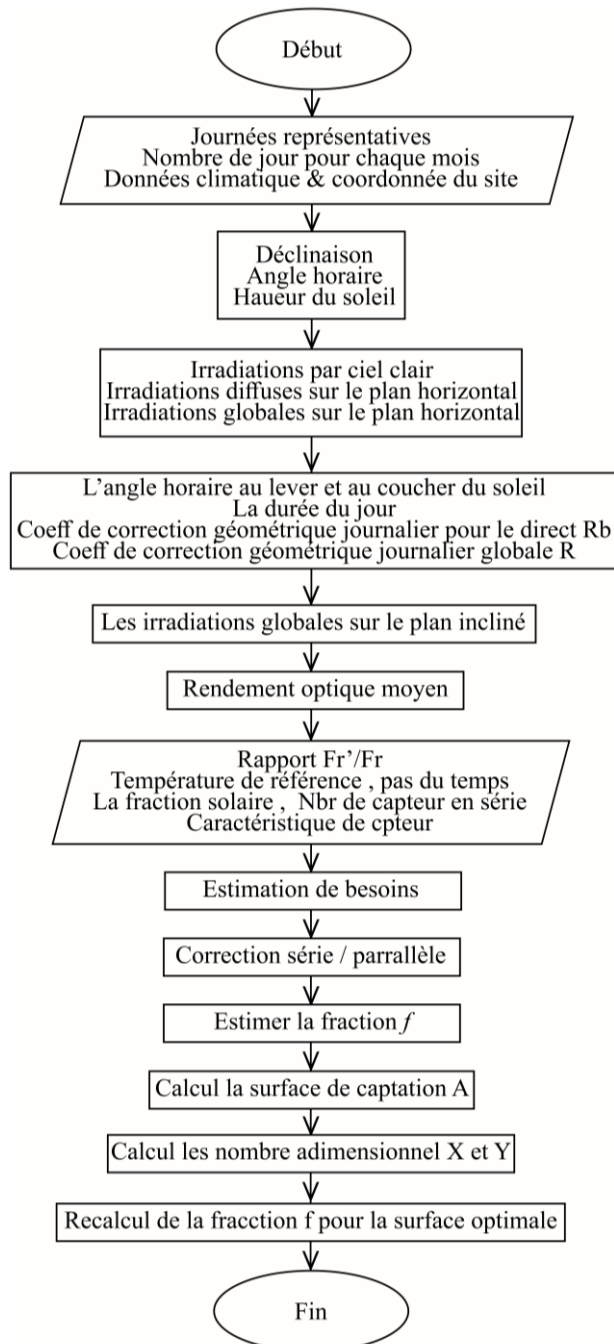 Début
Journées représentatives
Nombre de jour pour chaque mois
Données climatique & coordonnée du site
Déclinaison
Angle horaire
Haueur du soleil
Irradiations par ciel clair
Irradiations diffuses sur le plan horizontal
Irradiations globales sur le plan horizontal
L'angle horaire au lever et au coucher du soleil
La durée du jour
Coeff de correction géométrique journalier pour le direct Rb
Coeff de correction géométrique journalier globale R
Les irradiations globales sur le plan incliné
Rendement optique moyen
Rapport Fr'/Fr
Température de référence , pas du temps
La fraction solaire , Nbr de capteur en série
Caractéristique de cpteur
Estimation de besoins
Correction série / parrallèle
Estimer la fraction f
Calcul la surface de captation A
Calcul les nombre adimensionnel X et Y
Recalcul de la fracction f pour la surface optimale
Fin